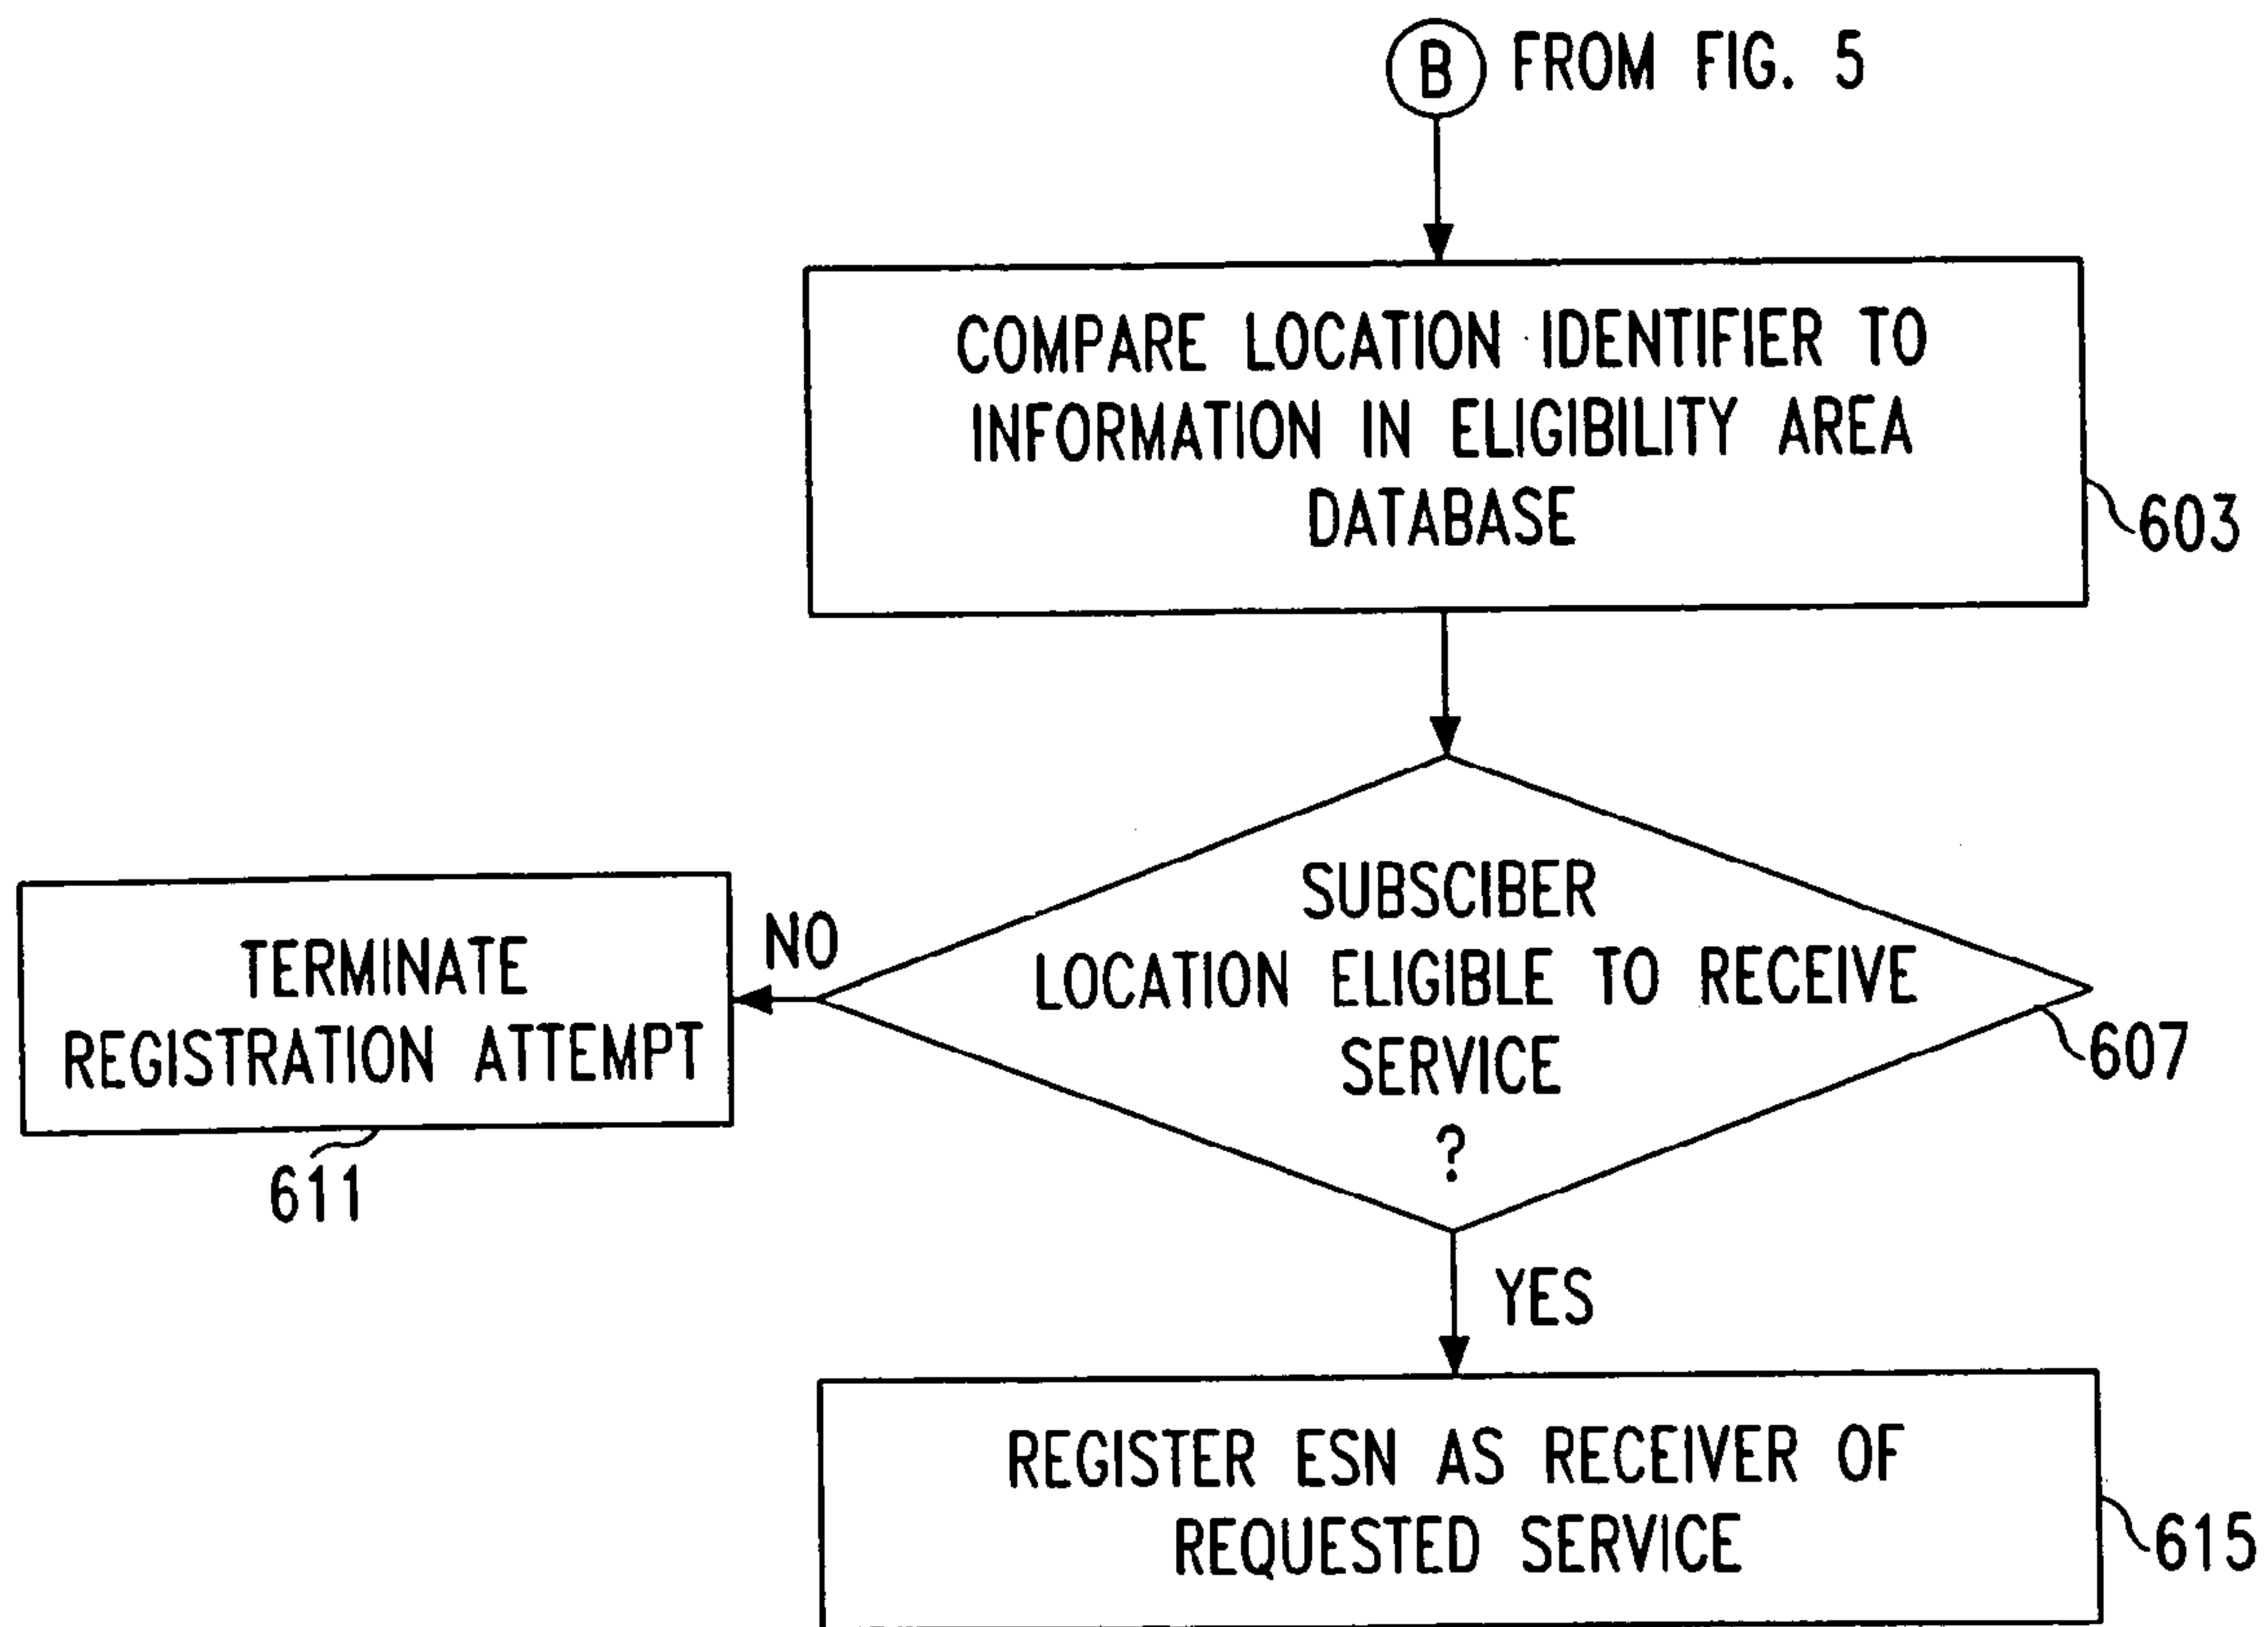 B FROM FIG. 5
COMPARE LOCATION IDENTIFIER TO
INFORMATION IN ELIGIBILITY AREA
DATABASE
603
SUBSCIBER
LOCATION ELIGIBLE TO RECEIVE
SERVICE
?
607
NO
TERMINATE
REGISTRATION ATTEMPT
611
YES
REGISTER ESN AS RECEIVER OF
REQUESTED SERVICE
615